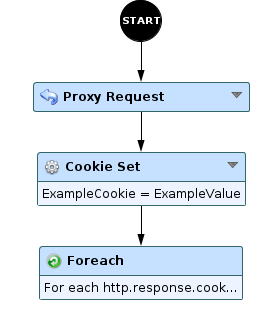 START
Proxy Request
Cookie Set
ExampleCookie = ExampleValue
Foreach
For each http.response.cook...